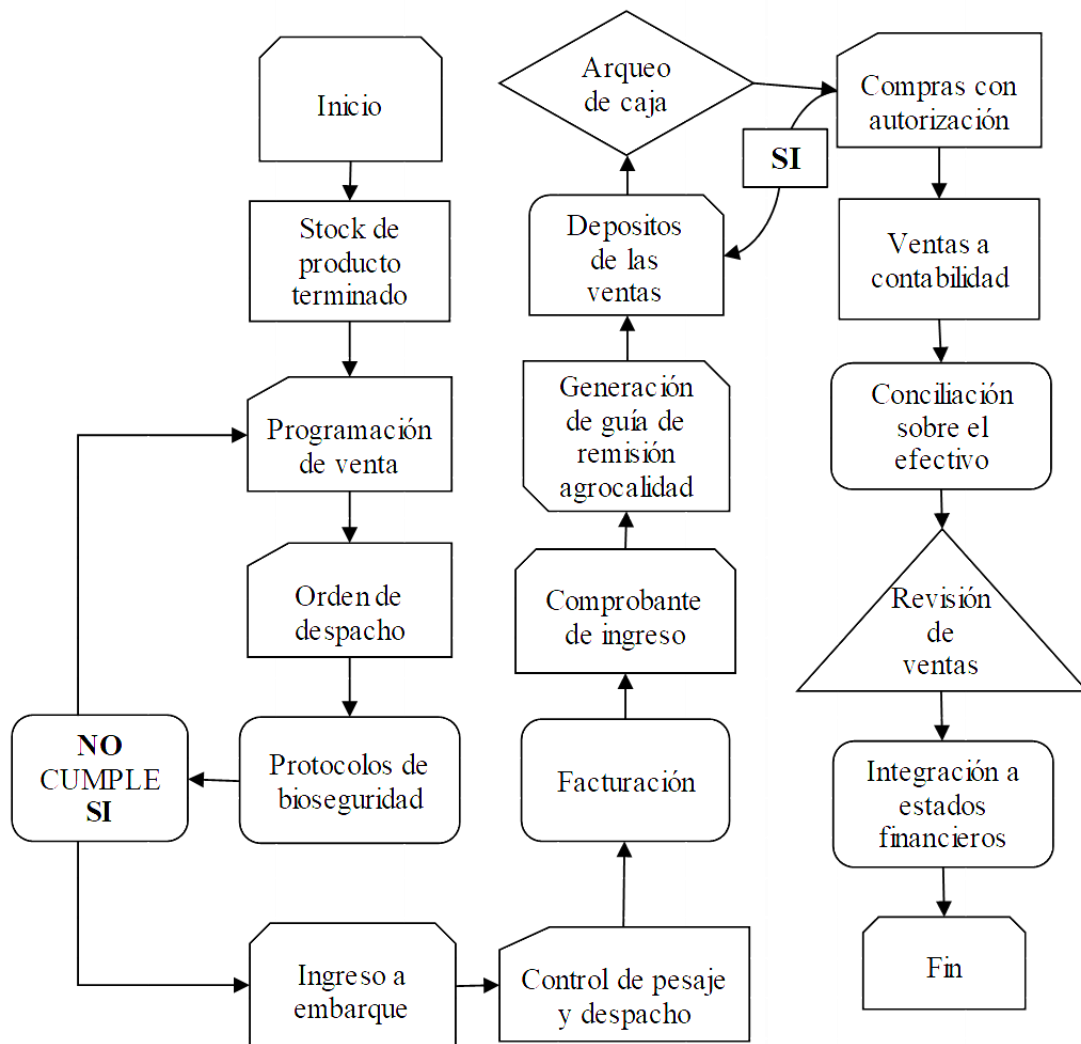 Inicio
Stock de
producto
terminado
Programación
de venta
Orden de
despacho
Protocolos de
bioseguridad
NO
CUMPLE
SI
Ingreso a
embarque
Control de pesaje
y despacho
Facturación
Comprobante
de ingreso
Generación
de guía de
remisión
agrocalidad
Depositos
de las
ventas
Arqueo
de caja
SI
Compras con
autorización
Ventas a
contabilidad
Conciliación
sobre el
efectivo
Revisión
de
ventas
Integración a
estados
financieros
Fin